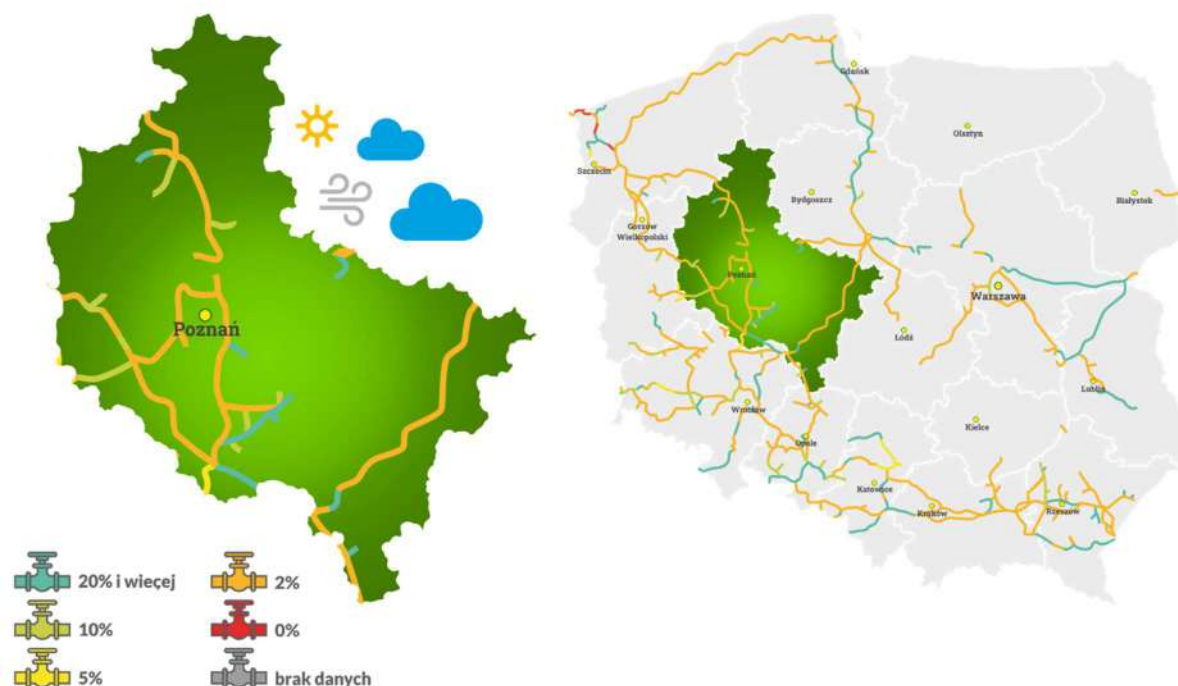 Poznań
20% i więcej
10%
5%
2%
0%
brak danych
Gdańsk
Olsztyn
Szczecin
Bydgoszcz
Białystok
Gorzów
Wielkopolski
Poznań
Warszawa
Łódź
Lublin
Wrocław
Opole
Kielce
Katowice
Kraków
Rzeszów